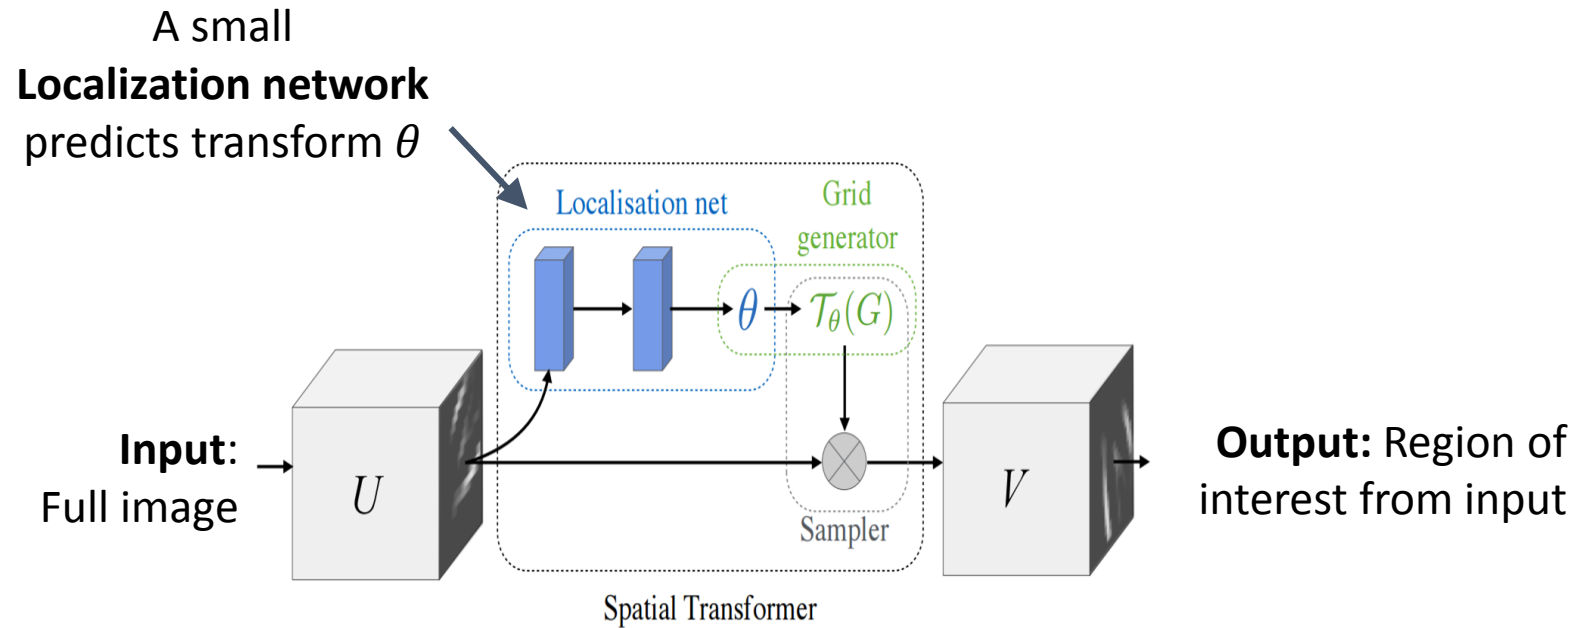 A small
Localization network
predicts transform θ
Localisation net
Grid
generator
θ
𝒯θ(G)
Input:
Full image
U
V
Output: Region of
interest from input
Sampler
Spatial Transformer